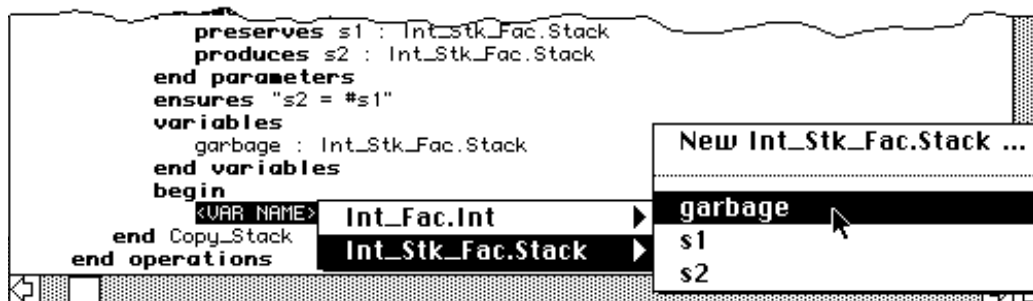 preserves s1 : Int_Stk_Fac.Stack
produces s2 : Int_Stk_Fac.Stack
end parameters
ensures "s2 = #s1"
variables
garbage : Int_Stk_Fac.Stack
end variables
begin
<VAR NAME>
end Copy_Stack
end operations
Int_Fac.Int
Int_Stk_Fac.Stack
New Int_Stk_Fac.Stack ...
garbage
s1
s2